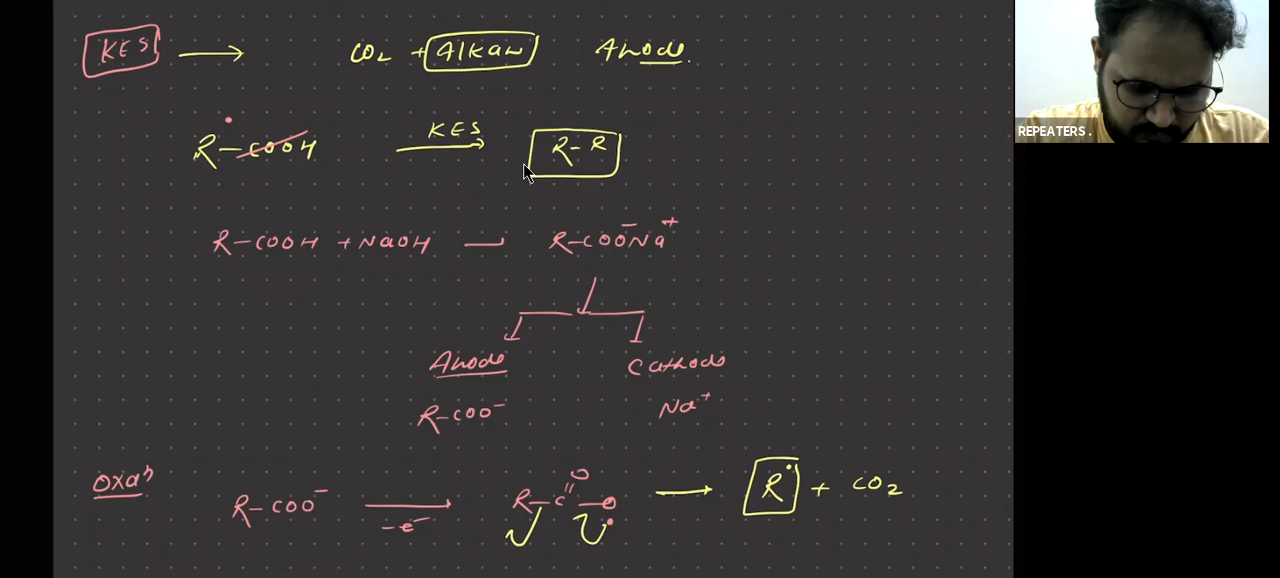 KES → CO2 + Alkane Anode.
R-COOH KES→ R-R
REPEATERS .
R-COOH + NaOH — R-COO⁻Na⁺
Anode Cathode
R-COO⁻ Na⁺
Oxaⁿ R-COO⁻ -e⁻→ R-C(=O)-O• → R• + CO2